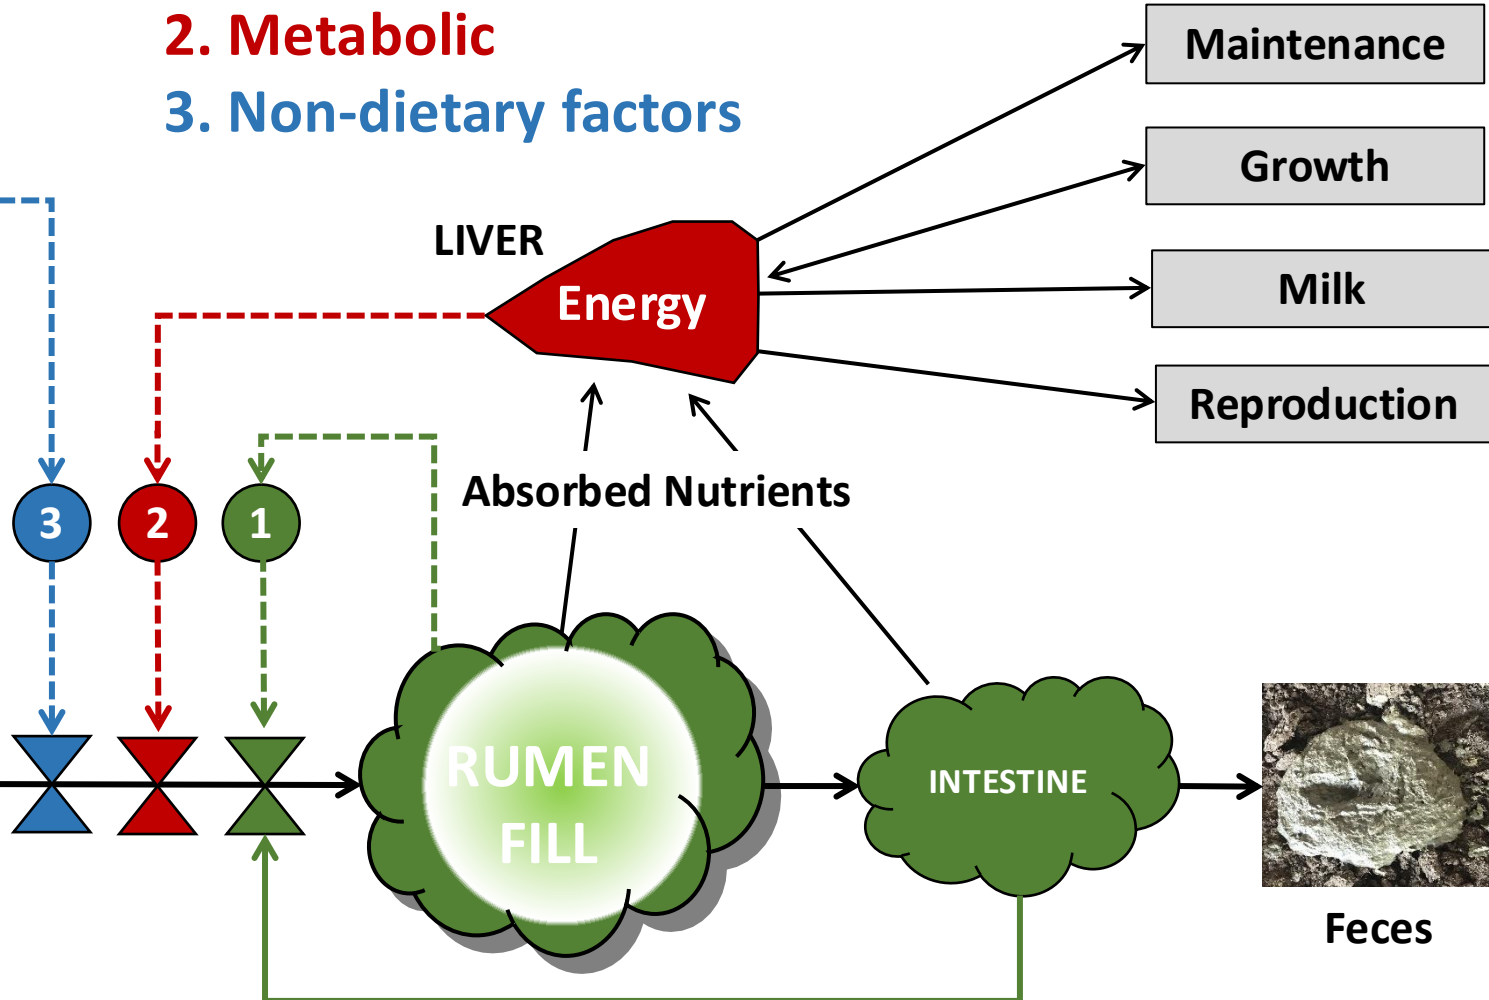 2. Metabolic
3. Non-dietary factors
Maintenance
Growth
LIVER
Energy
Milk
Reproduction
Absorbed Nutrients
3
2
1
RUMEN
FILL
INTESTINE
Feces